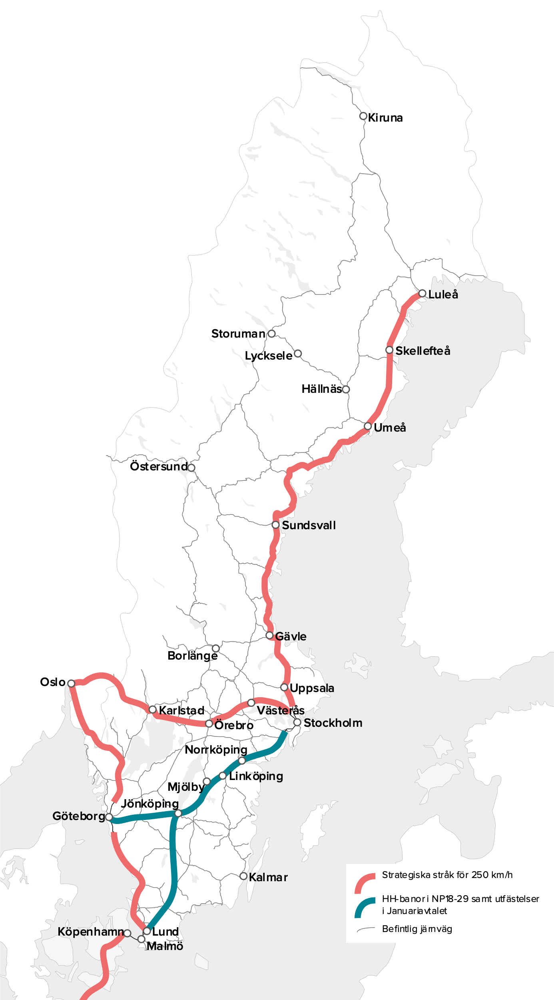 Kiruna
Luleå
Storuman
Skellefteå
Lycksele
Hällnäs
Umeå
Östersund
Sundsvall
Gävle
Borlänge
Oslo
Uppsala
Karlstad
Västerås
Örebro
Stockholm
Norrköping
Linköping
Mjölby
Jönköping
Göteborg
Kalmar
Köpenhamn
Lund
Malmö
Strategiska stråk för 250 km/h
HH-banor i NP18-29 samt utfästelser
i Januariavtalet
Befintlig järnväg